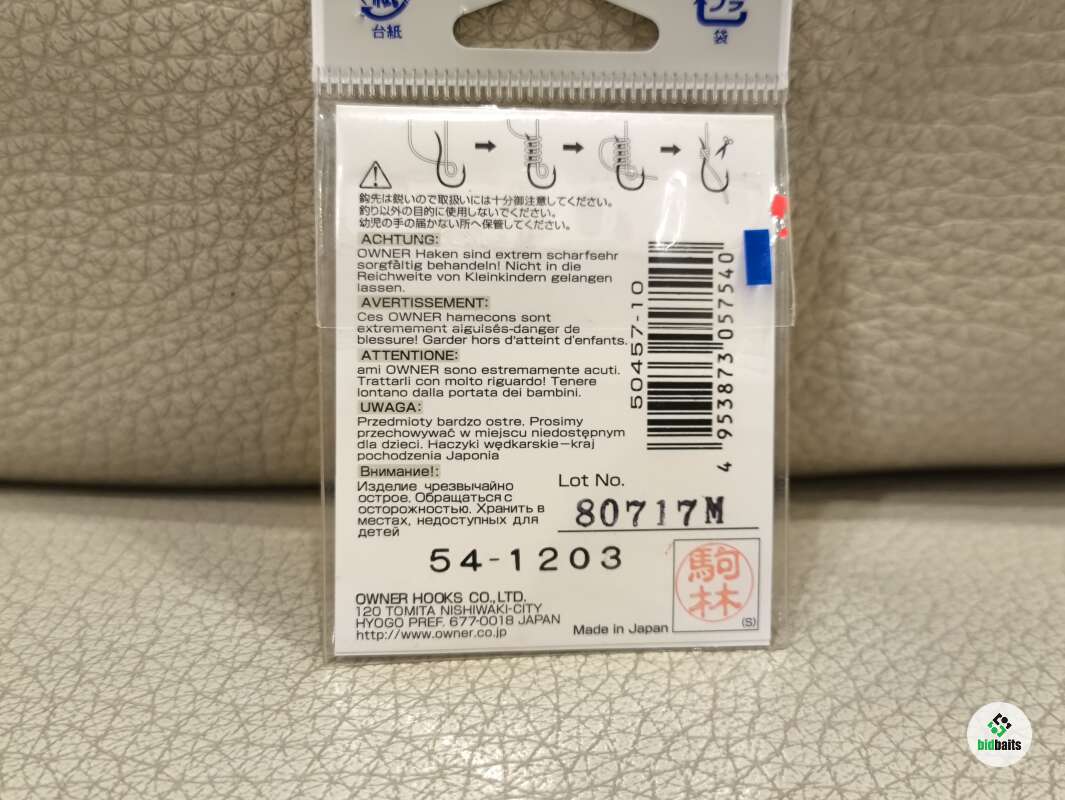 台紙
プラ
袋
鈎先は鋭いので取扱いには十分御注意してください。
釣り以外の目的に使用しないでください。
幼児の手の届かない所へ保管してください。
ACHTUNG:
OWNER Haken sind extrem scharfsehr
sorgfältig behandeln! Nicht in die
Reichweite von Kleinkindern gelangen
lassen.
AVERTISSEMENT:
Ces OWNER hamecons sont
extremement aiguisés-danger de
blessure! Garder hors d'atteint d'enfants.
ATTENTIONE:
ami OWNER sono estremamente acuti.
Trattarli con molto riguardo! Tenere
lontano dalla portata dei bambini.
UWAGA:
Przedmioty bardzo ostre. Prosimy
przechowywać w miejscu niedostępnym
dla dzieci. Haczyki wędkarskie-kraj
pochodzenia Japonia
Внимание!:
Изделие чрезвычайно
острое. Обращаться с
осторожностью. Хранить в
местах, недоступных для
детей
50457-10
4 953873 057540
Lot No.
80717M
54-1203
OWNER HOOKS CO.,LTD.
120 TOMITA NISHIWAKI-CITY
HYOGO PREF. 677-0018 JAPAN
http://www.owner.co.jp
Made in Japan
駒林
(S)
bidbaits